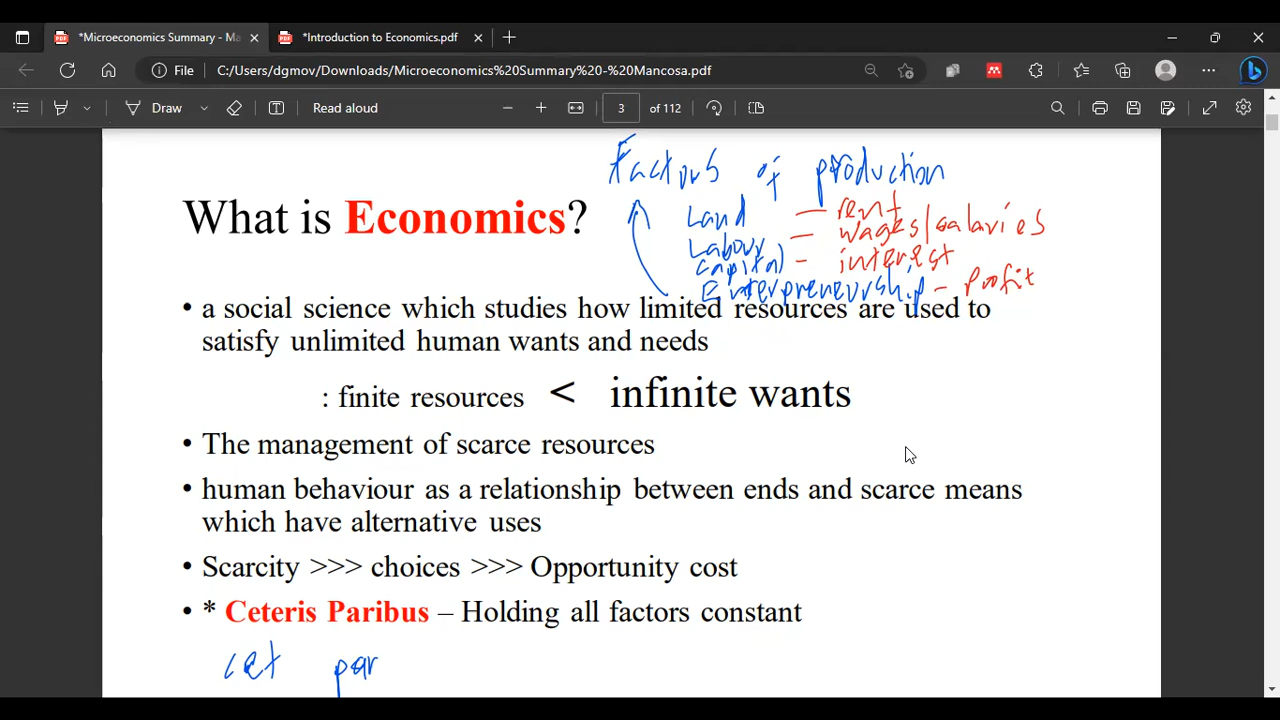 *Microeconomics Summary - Ma
*Introduction to Economics.pdf
File
C:/Users/dgmov/Downloads/Microeconomics%20Summary%20-%20Mancosa.pdf
Draw
Read aloud
3
of 112
Factors of production
What is Economics?
Land — rent
Labour — wages/salaries
capital - interest
Enterpreneurship - Profit
• a social science which studies how limited resources are used to
satisfy unlimited human wants and needs
: finite resources < infinite wants
• The management of scarce resources
• human behaviour as a relationship between ends and scarce means
which have alternative uses
• Scarcity >>> choices >>> Opportunity cost
• * Ceteris Paribus – Holding all factors constant
cet par